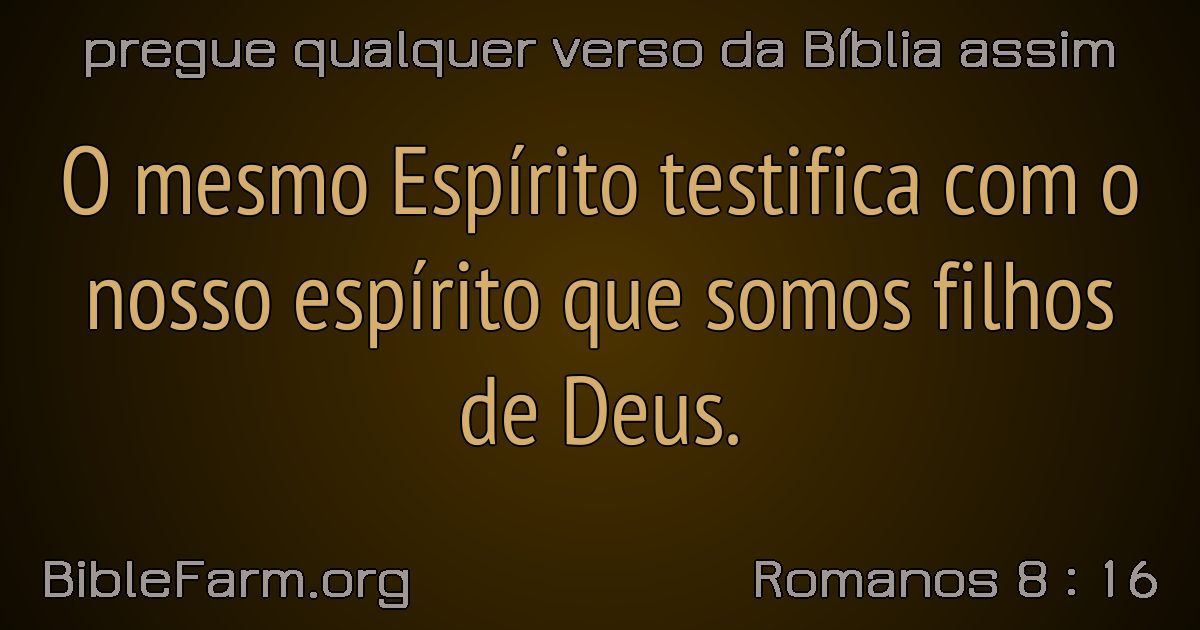 pregue qualquer verso da Bíblia assim
O mesmo Espírito testifica com o
nosso espírito que somos filhos
de Deus.
BibleFarm.org
Romanos 8 : 16